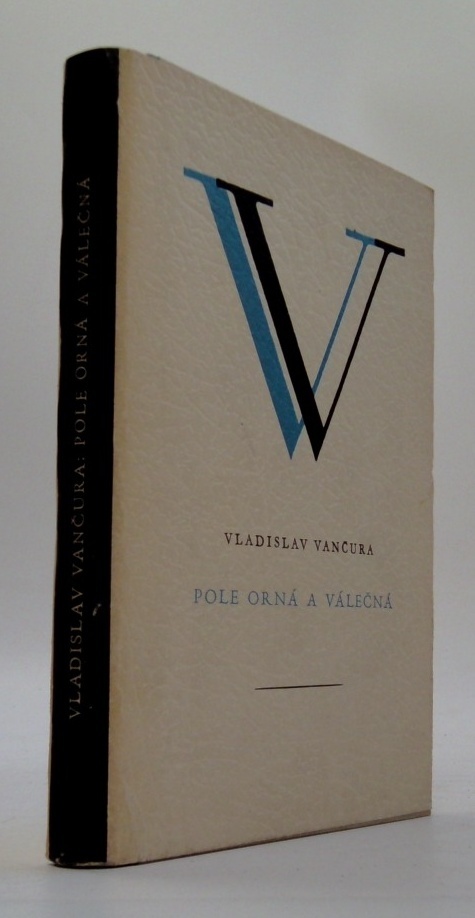 VLADISLAV VANČURA: POLE ORNÁ A VÁLEČNÁ
VV
VLADISLAV VANČURA
POLE ORNÁ A VÁLEČNÁ